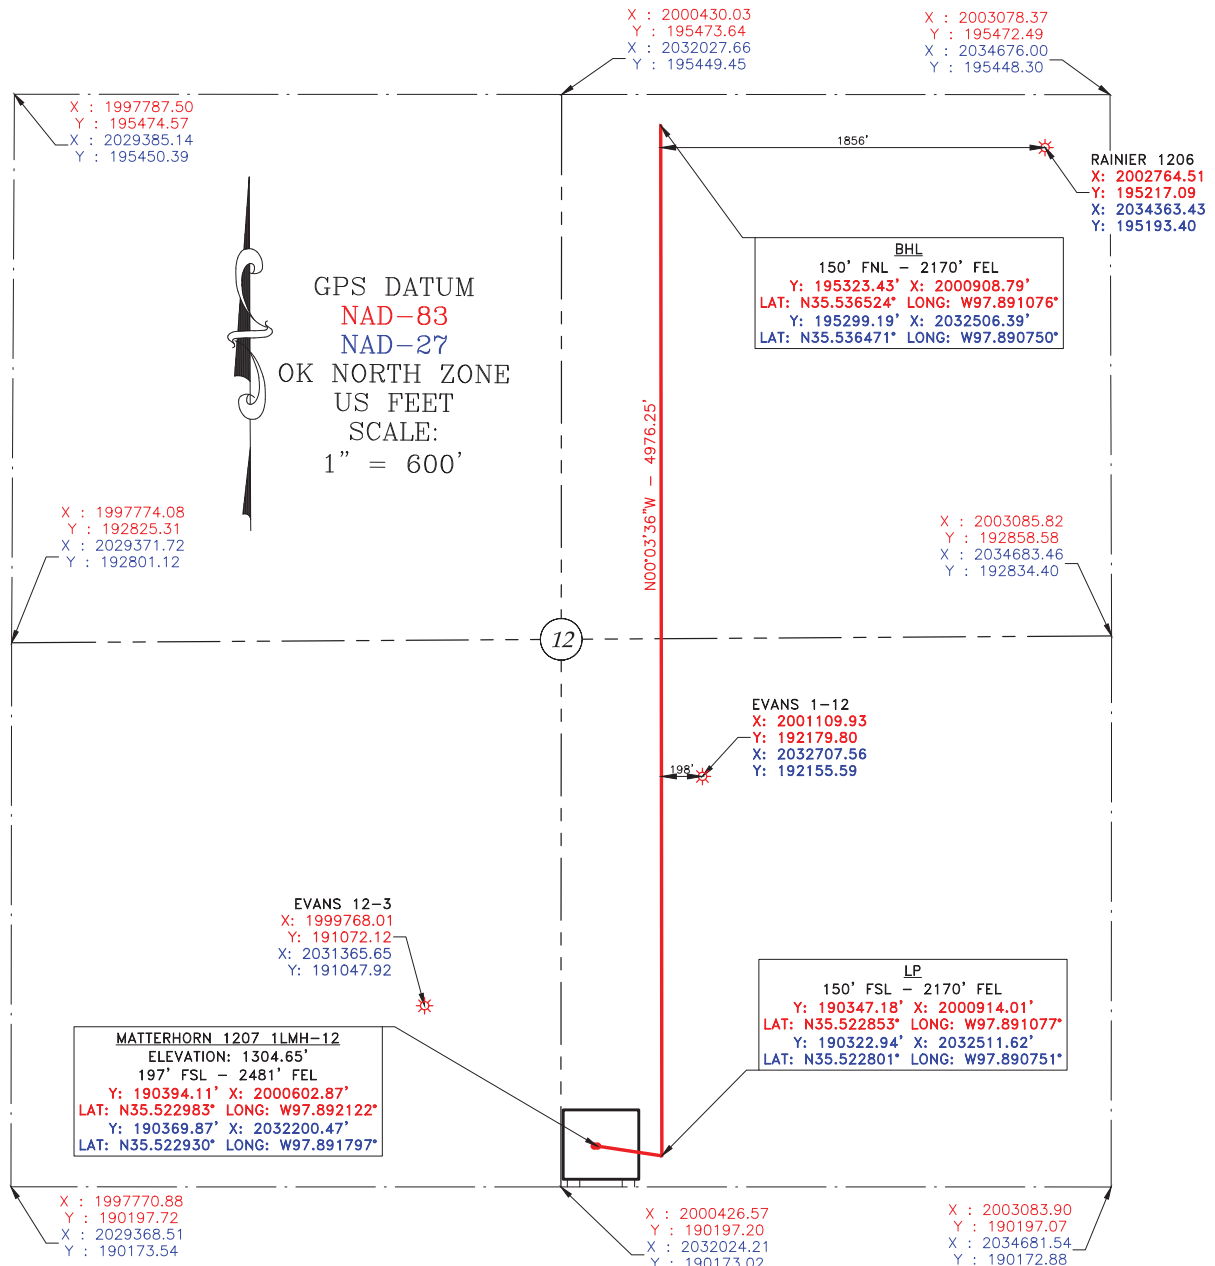 X : 2000430.03
Y : 195473.64
X : 2032027.66
Y : 195449.45
X : 2003078.37
Y : 195472.49
X : 2034676.00
Y : 195448.30
X : 1997787.50
Y : 195474.57
X : 2029385.14
Y : 195450.39
1856'
RAINIER 1206
X: 2002764.51
Y: 195217.09
X: 2034363.43
Y: 195193.40
BHL
150' FNL - 2170' FEL
Y: 195323.43' X: 2000908.79'
LAT: N35.536524° LONG: W97.891076°
Y: 195299.19' X: 2032506.39'
LAT: N35.536471° LONG: W97.890750°
GPS DATUM
NAD-83
NAD-27
OK NORTH ZONE
US FEET
SCALE:
1" = 600'
N00°03'36"W - 4976.25'
X : 1997774.08
Y : 192825.31
X : 2029371.72
Y : 192801.12
X : 2003085.82
Y : 192858.58
X : 2034683.46
Y : 192834.40
12
EVANS 1-12
X: 2001109.93
Y: 192179.80
X: 2032707.56
Y: 192155.59
198'
EVANS 12-3
X: 1999768.01
Y: 191072.12
X: 2031365.65
Y: 191047.92
LP
150' FSL - 2170' FEL
Y: 190347.18' X: 2000914.01'
LAT: N35.522853° LONG: W97.891077°
Y: 190322.94' X: 2032511.62'
LAT: N35.522801° LONG: W97.890751°
MATTERHORN 1207 1LMH-12
ELEVATION: 1304.65'
197' FSL - 2481' FEL
Y: 190394.11' X: 2000602.87'
LAT: N35.522983° LONG: W97.892122°
Y: 190369.87' X: 2032200.47'
LAT: N35.522930° LONG: W97.891797°
X : 1997770.88
Y : 190197.72
X : 2029368.51
Y : 190173.54
X : 2000426.57
Y : 190197.20
X : 2032024.21
Y : 190173.02
X : 2003083.90
Y : 190197.07
X : 2034681.54
Y : 190172.88